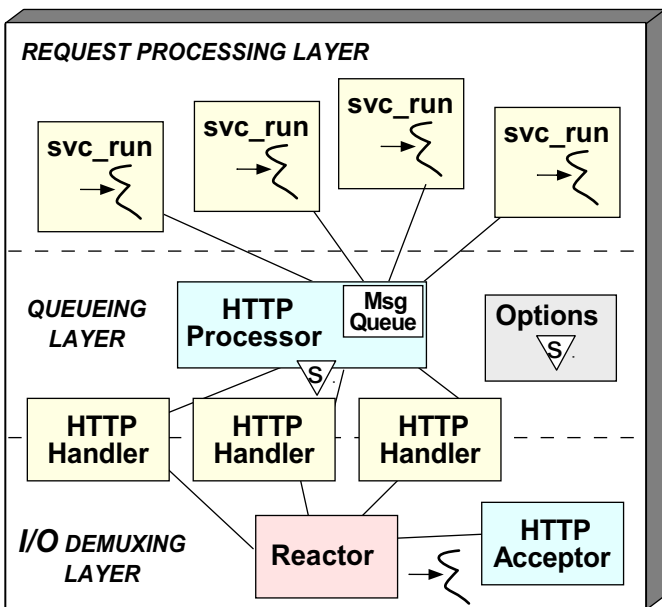 REQUEST PROCESSING LAYER
svc_run
svc_run
svc_run
svc_run
QUEUEING
LAYER
HTTP
Processor
Msg
Queue
S
Options
S
HTTP
Handler
HTTP
Handler
HTTP
Handler
I/O DEMUXING
LAYER
Reactor
HTTP
Acceptor